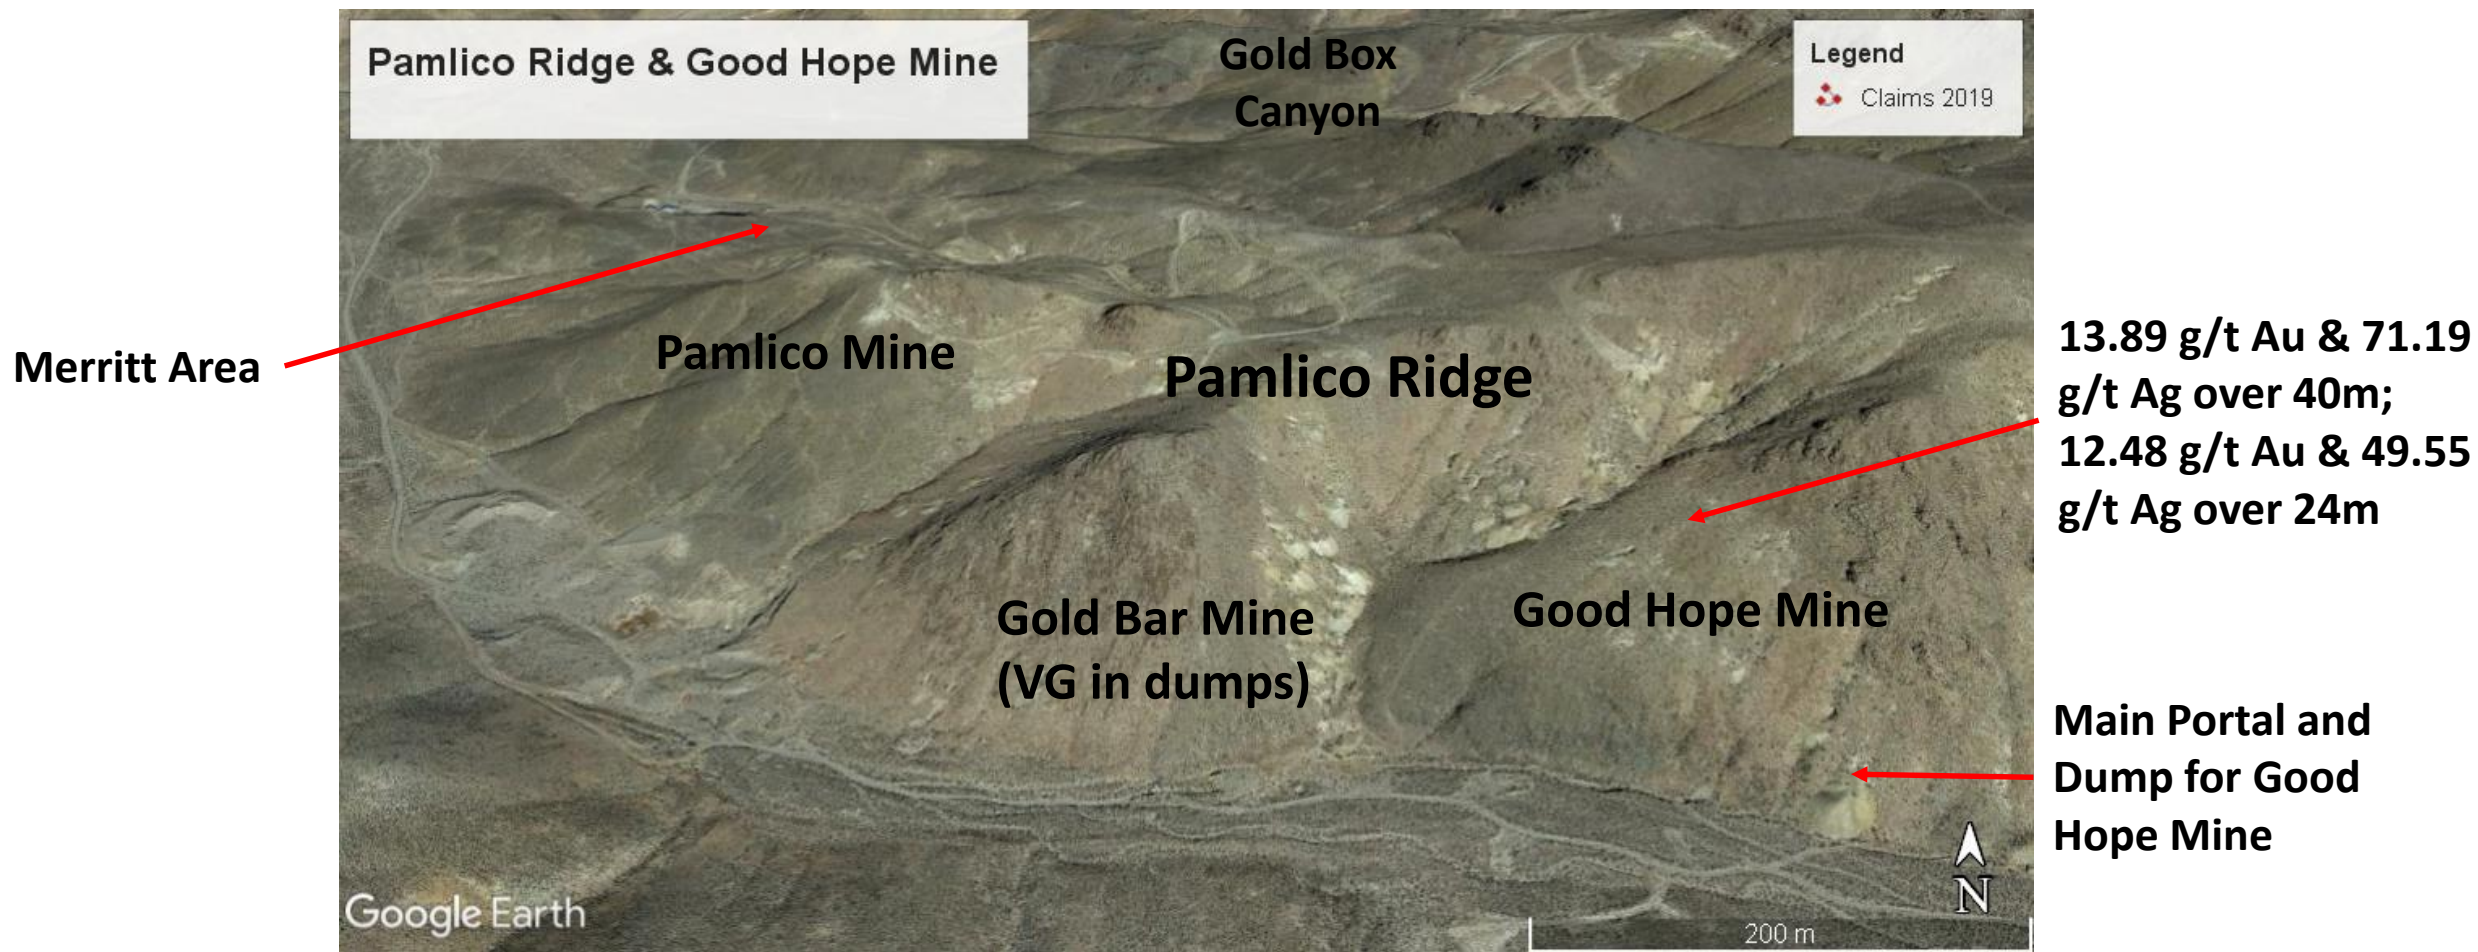 Pamlico Ridge & Good Hope Mine
Gold Box
Canyon
Legend
Claims 2019
Merritt Area
Pamlico Mine
Pamlico Ridge
13.89 g/t Au & 71.19
g/t Ag over 40m;
12.48 g/t Au & 49.55
g/t Ag over 24m
Gold Bar Mine
(VG in dumps)
Good Hope Mine
Main Portal and
Dump for Good
Hope Mine
N
Google Earth
200 m